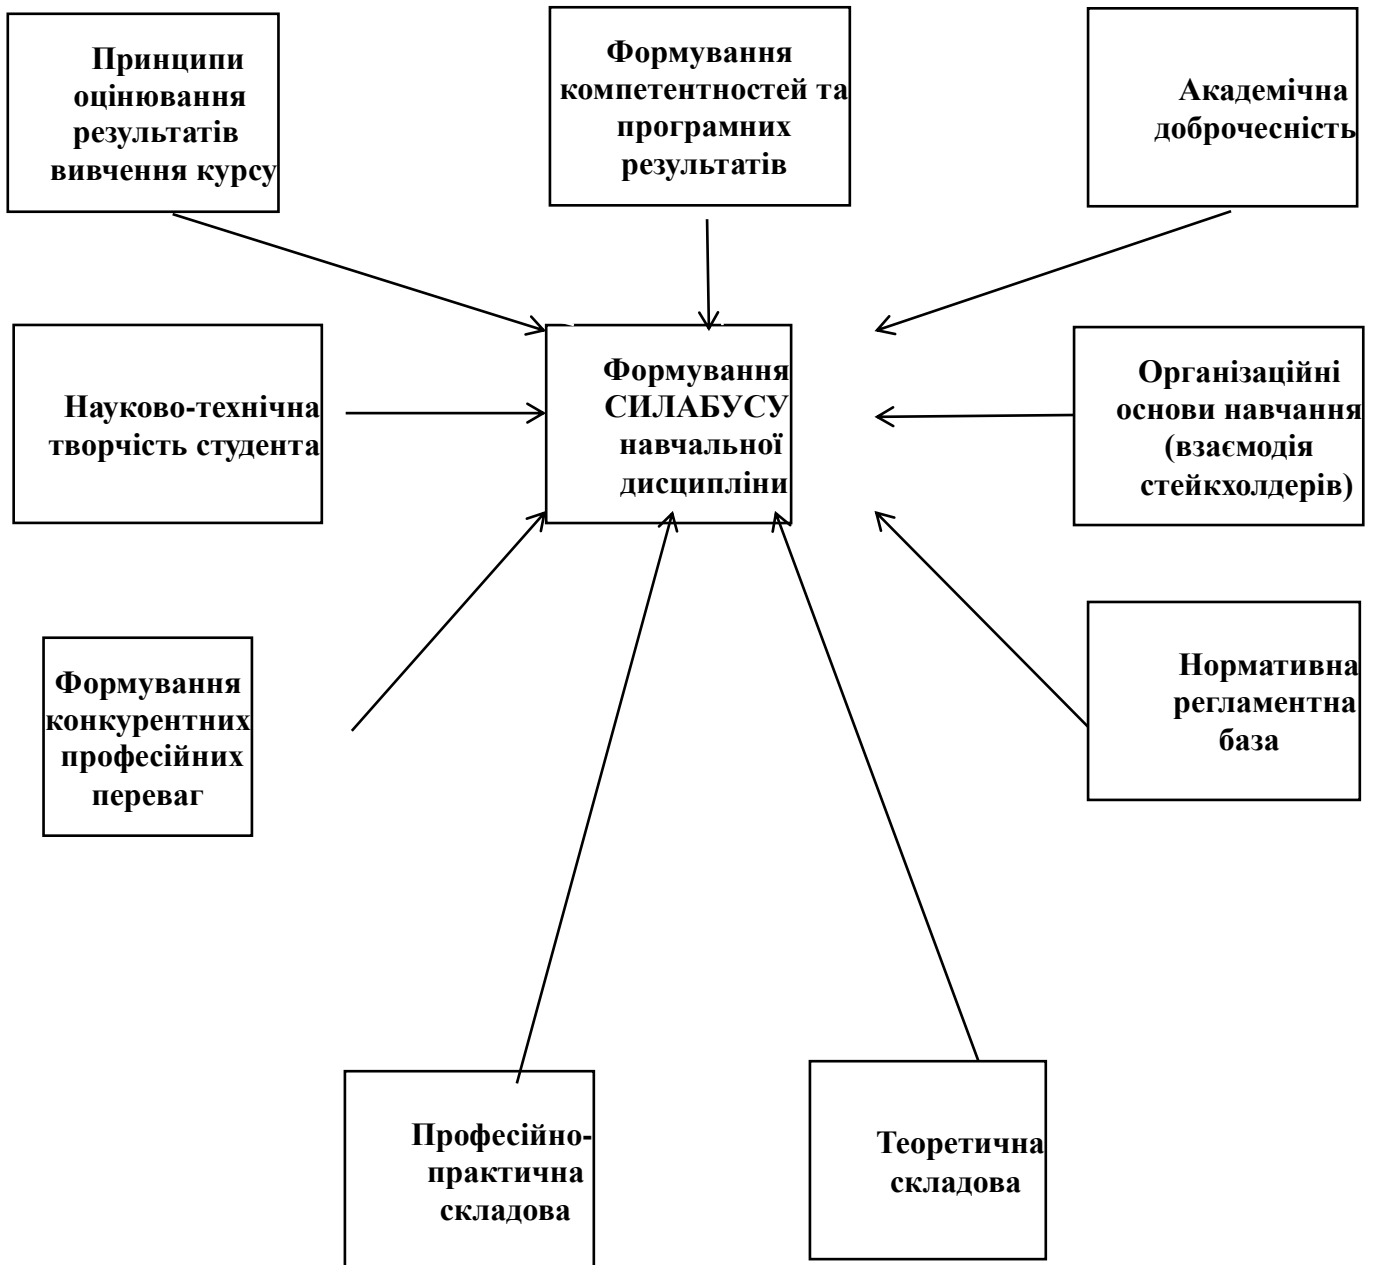 Принципи
оцінювання
результатів
вивчення курсу
Формування
компетентностей та
програмних
результатів
Академічна
доброчесність
Науково-технічна
творчість студента
Формування
СИЛАБУСУ
навчальної
дисципліни
Організаційні
основи навчання
(взаємодія
стейкхолдерів)
Формування
конкурентних
професійних
переваг
Нормативна
регламентна
база
Професійно-
практична
складова
Теоретична
складова